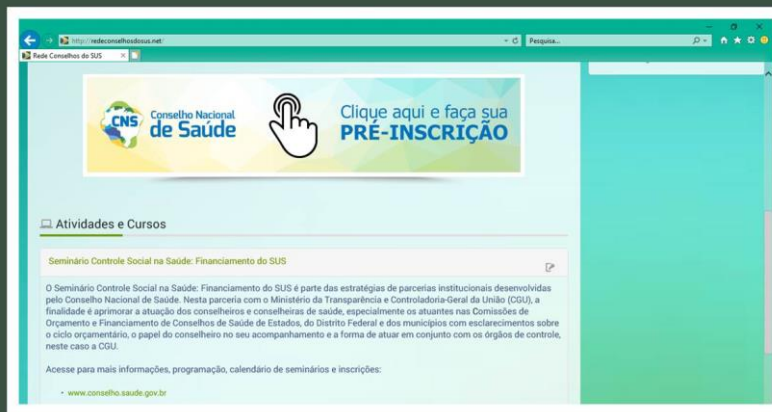 http://redeconselhosdosus.net/
Pesquisa...
Rede Conselhos do SUS
CNS
Conselho Nacional
de Saúde
Clique aqui e faça sua
PRÉ-INSCRIÇÃO
Atividades e Cursos
Seminário Controle Social na Saúde: Financiamento do SUS
O Seminário Controle Social na Saúde: Financiamento do SUS é parte das estratégias de parcerias institucionais desenvolvidas
pelo Conselho Nacional de Saúde. Nesta parceria com o Ministério da Transparência e Controladoria-Geral da União (CGU), a
finalidade é aprimorar a atuação dos conselheiros e conselheiras de saúde, especialmente os atuantes nas Comissões de
Orçamento e Financiamento de Conselhos de Saúde de Estados, do Distrito Federal e dos municípios com esclarecimentos sobre
o ciclo orçamentário, o papel do conselheiro no seu acompanhamento e a forma de atuar em conjunto com os órgãos de controle,
neste caso a CGU.
Acesse para mais informações, programação, calendário de seminários e inscrições:
• www.conselho.saude.gov.br